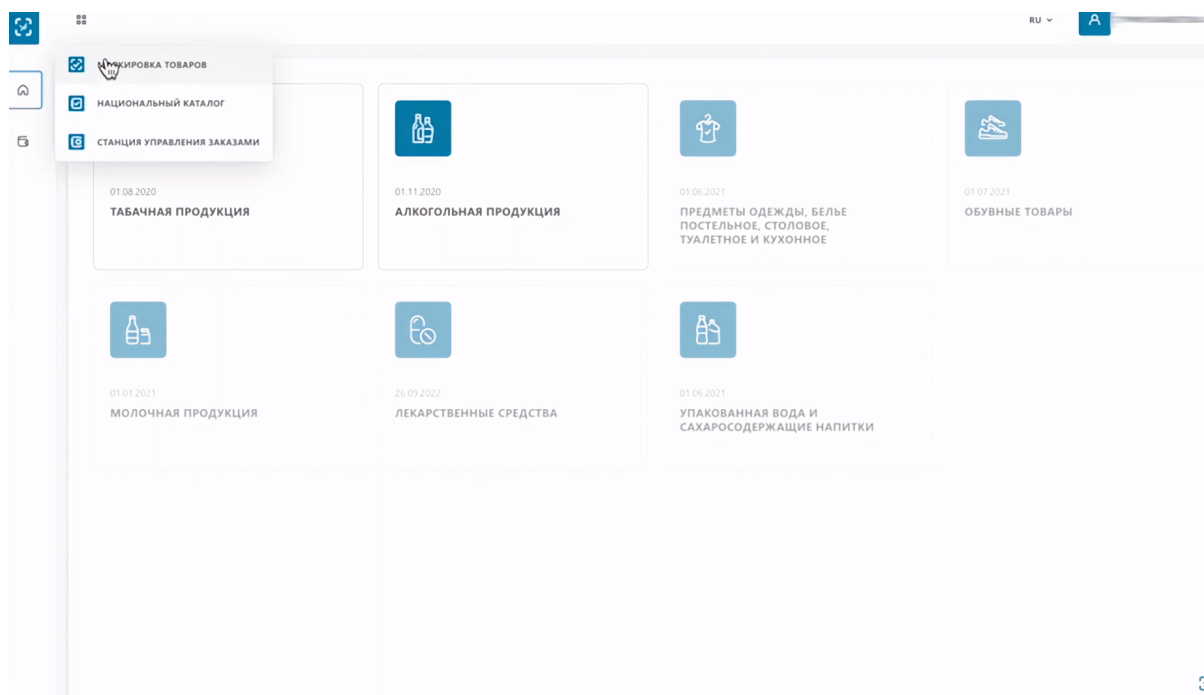 RU
ТОВАРОВ
НАЦИОНАЛЬНЫЙ КАТАЛОГ
СТАНЦИЯ УПРАВЛЕНИЯ ЗАКАЗАМИ
01.08.2020
ТАБАЧНАЯ ПРОДУКЦИЯ
01.11.2020
АЛКОГОЛЬНАЯ ПРОДУКЦИЯ
01.06.2021
ПРЕДМЕТЫ ОДЕЖДЫ, БЕЛЬЕ
ПОСТЕЛЬНОЕ, СТОЛОВОЕ,
ТУАЛЕТНОЕ И КУХОННОЕ
01.07.2021
ОБУВНЫЕ ТОВАРЫ
01.01.2021
МОЛОЧНАЯ ПРОДУКЦИЯ
26.09.2022
ЛЕКАРСТВЕННЫЕ СРЕДСТВА
01.06.2021
УПАКОВАННАЯ ВОДА И
САХАРОСОДЕРЖАЩИЕ НАПИТКИ